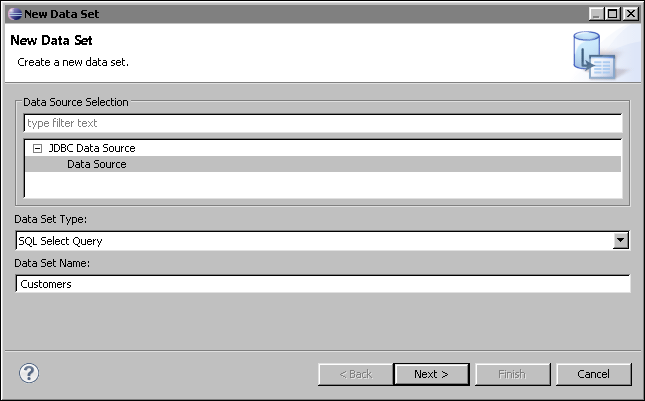 New Data Set
New Data Set
Create a new data set.
Data Source Selection
type filter text
JDBC Data Source
Data Source
Data Set Type:
SQL Select Query
Data Set Name:
Customers
? < Back Next > Finish Cancel